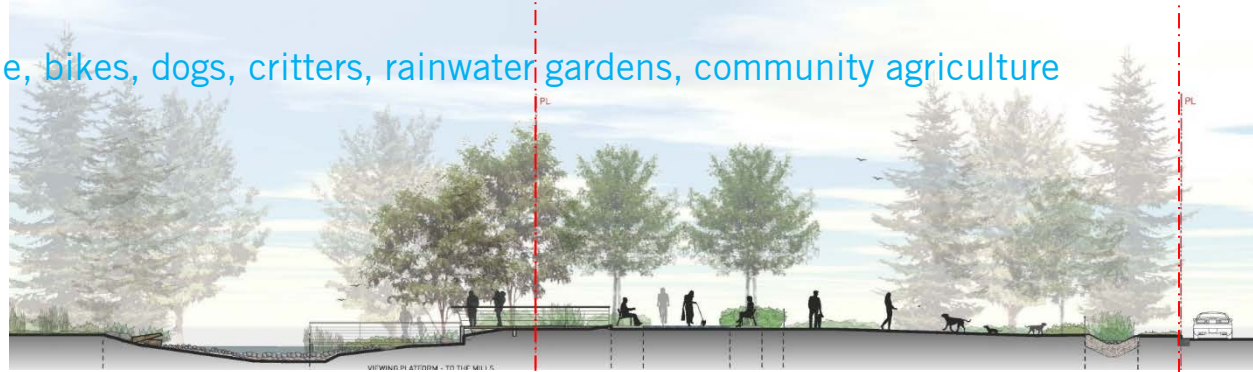 e, bikes, dogs, critters, rainwater gardens, community agriculture
PL
PL
VIEWING PLATFORM - TO THE MILLS